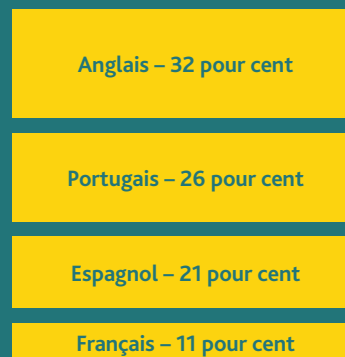 Anglais – 32 pour cent
Portugais – 26 pour cent
Espagnol – 21 pour cent
Français – 11 pour cent